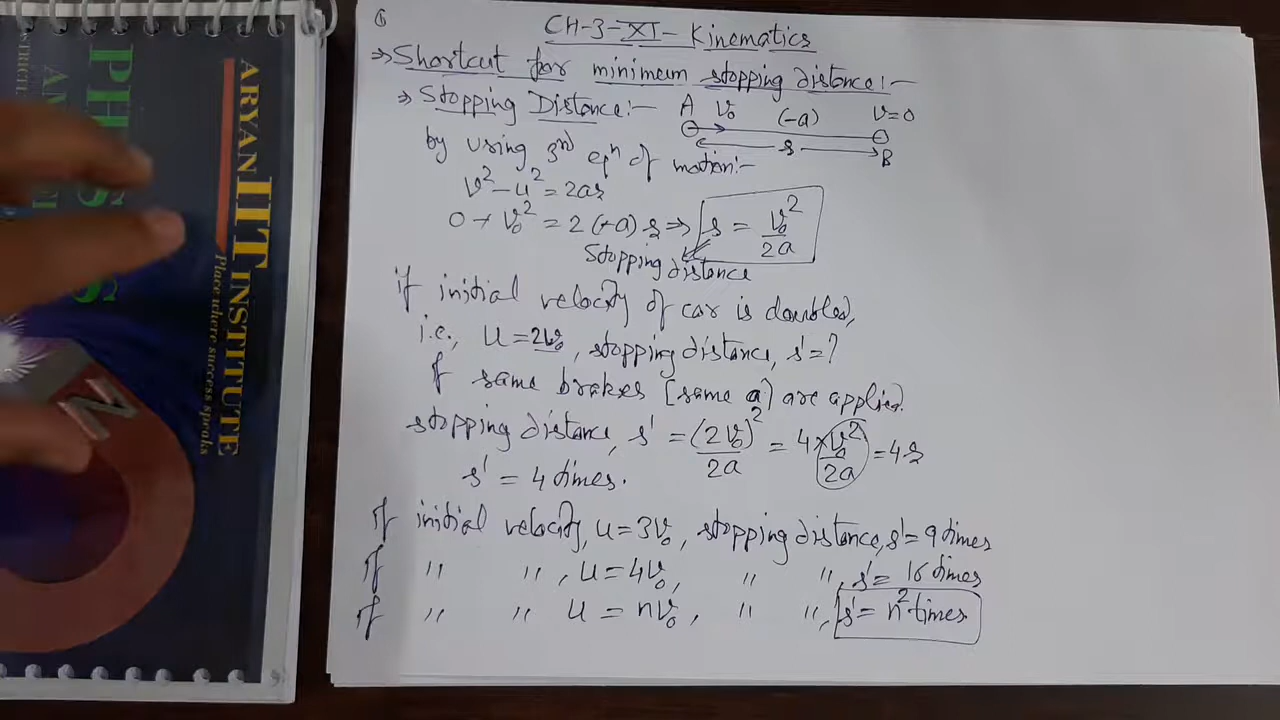 CH-3-XI- Kinematics
⇒ Shortcut for minimum stopping distance:-
⇒ Stopping Distance:- A V₀ (-a) V=0
s B
by using 3rd eqn of motion:-
V² - u² = 2as
0 - V₀² = 2 (-a) s ⇒ s = V₀²/2a
Stopping distance
if initial velocity of car is doubled,
i.e., u = 2V₀, stopping distance, s' = ?
If same brakes [same a] are applied.
stopping distance, s' = (2V₀)²/2a = 4 × V₀²/2a = 4s
s' = 4 times.
If initial velocity, u = 3V₀, stopping distance, s' = 9 times
If " ", u = 4V₀, " ", s' = 16 times
If " " u = nV₀, " ", s' = n² times
ARYAN IIT INSTITUTE
Place where success speaks
N